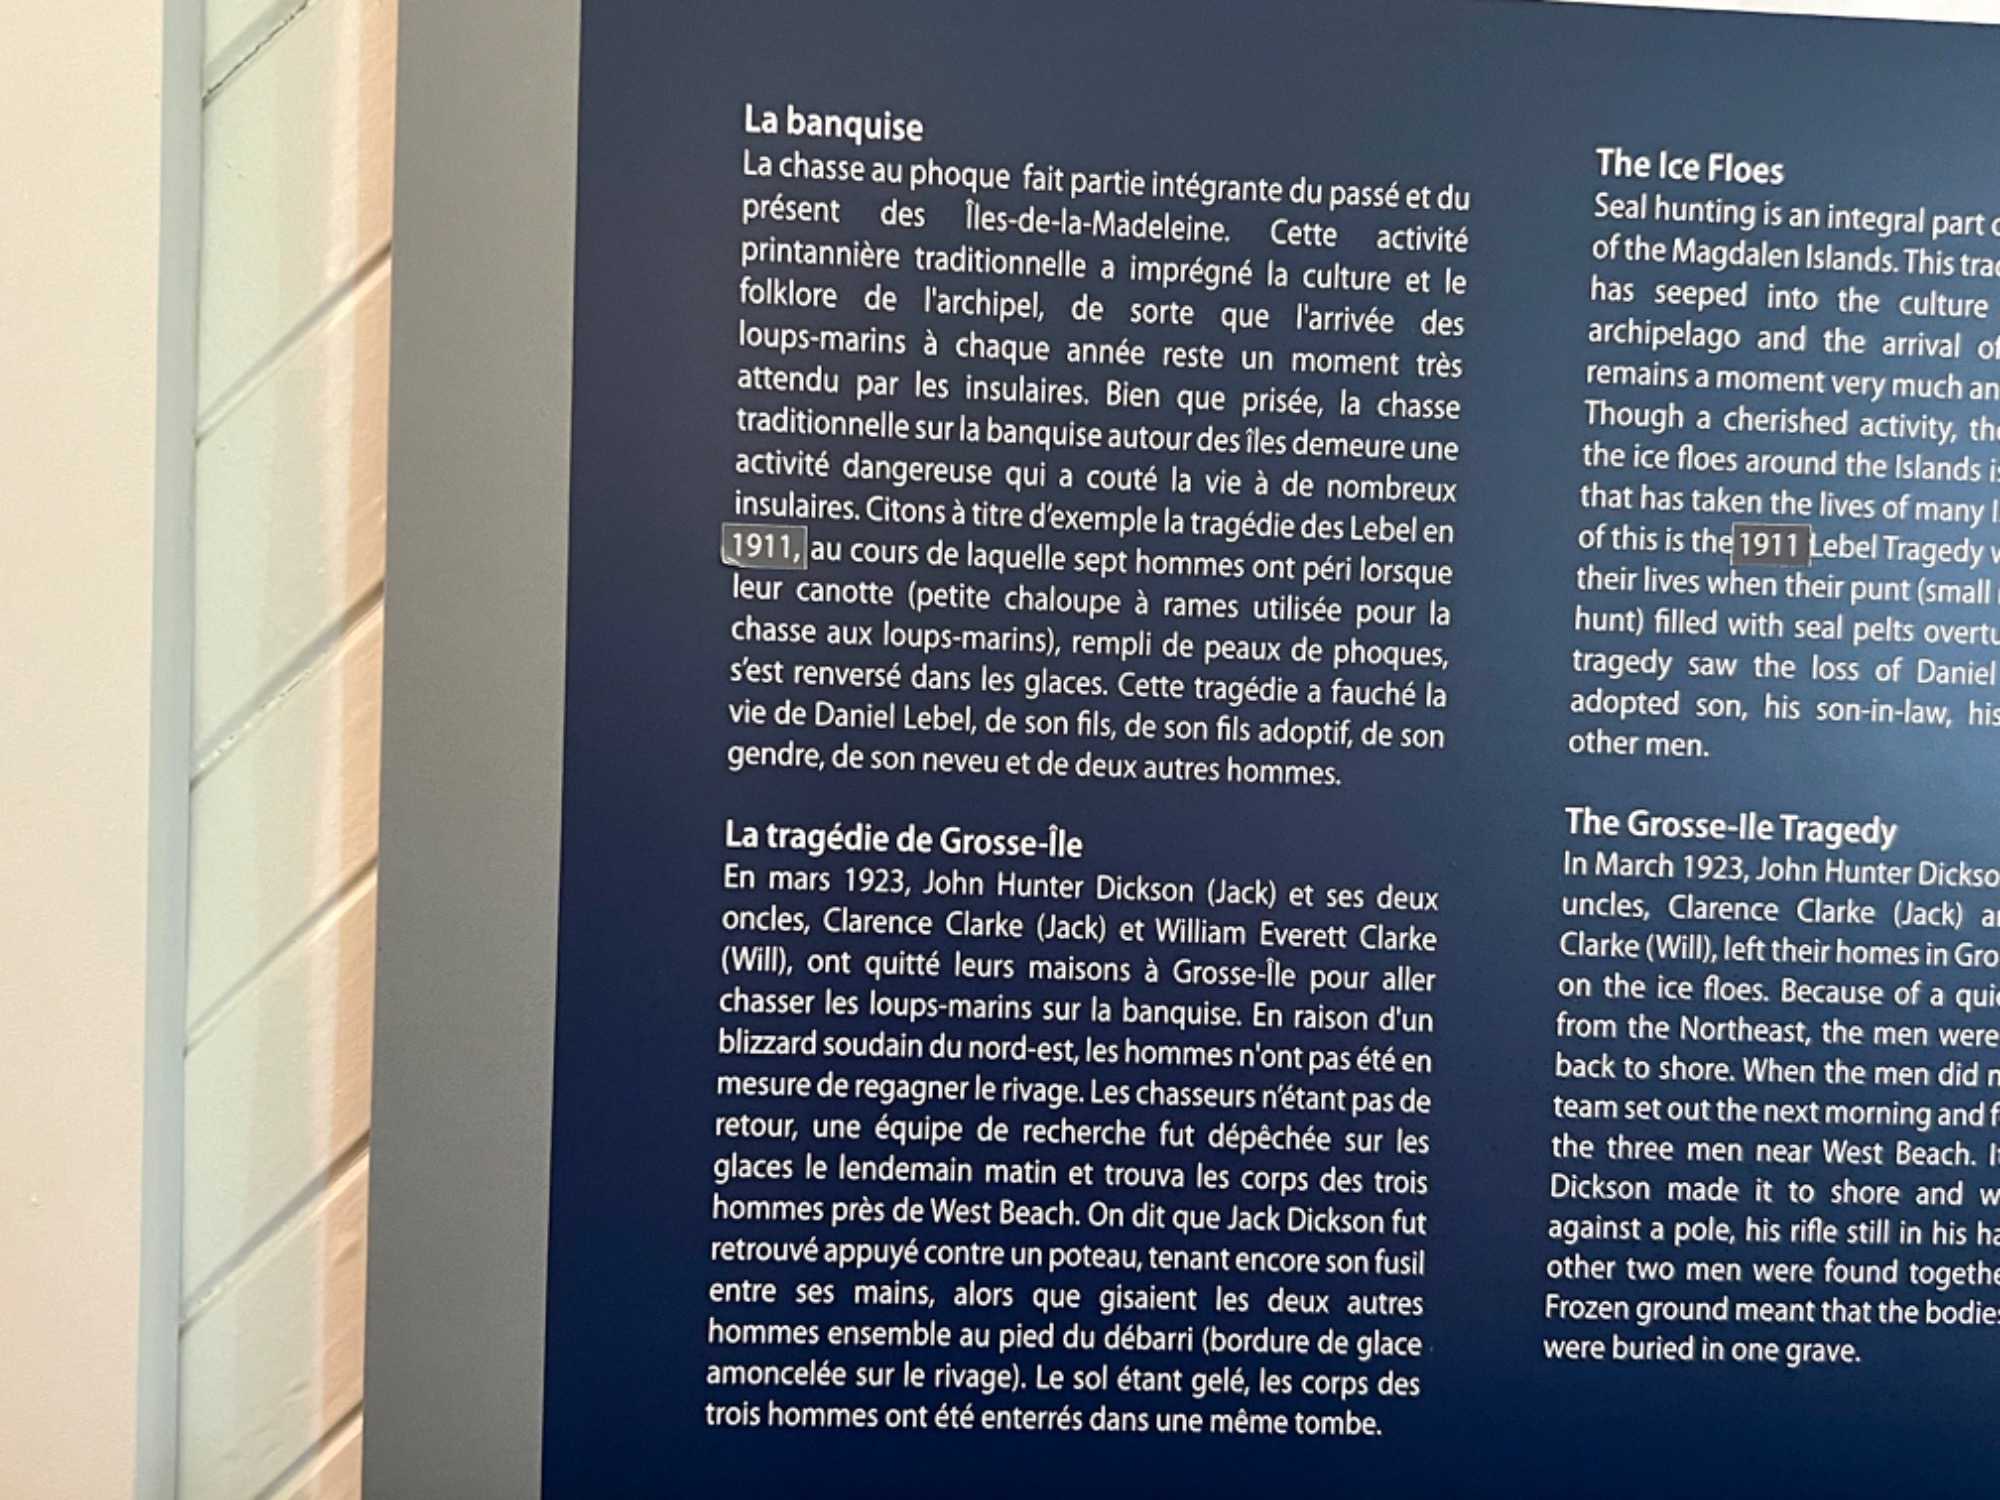 La banquise
La chasse au phoque fait partie intégrante du passé et du
présent des Îles-de-la-Madeleine. Cette activité
printannière traditionnelle a imprégné la culture et le
folklore de l'archipel, de sorte que l'arrivée des
loups-marins à chaque année reste un moment très
attendu par les insulaires. Bien que prisée, la chasse
traditionnelle sur la banquise autour des îles demeure une
activité dangereuse qui a couté la vie à de nombreux
insulaires. Citons à titre d'exemple la tragédie des Lebel en
1911, au cours de laquelle sept hommes ont péri lorsque
leur canotte (petite chaloupe à rames utilisée pour la
chasse aux loups-marins), rempli de peaux de phoques,
s'est renversé dans les glaces. Cette tragédie a fauché la
vie de Daniel Lebel, de son fils, de son fils adoptif, de son
gendre, de son neveu et de deux autres hommes.
La tragédie de Grosse-Île
En mars 1923, John Hunter Dickson (Jack) et ses deux
oncles, Clarence Clarke (Jack) et William Everett Clarke
(Will), ont quitté leurs maisons à Grosse-Île pour aller
chasser les loups-marins sur la banquise. En raison d'un
blizzard soudain du nord-est, les hommes n'ont pas été en
mesure de regagner le rivage. Les chasseurs n'étant pas de
retour, une équipe de recherche fut dépêchée sur les
glaces le lendemain matin et trouva les corps des trois
hommes près de West Beach. On dit que Jack Dickson fut
retrouvé appuyé contre un poteau, tenant encore son fusil
entre ses mains, alors que gisaient les deux autres
hommes ensemble au pied du débarri (bordure de glace
amoncelée sur le rivage). Le sol étant gelé, les corps des
trois hommes ont été enterrés dans une même tombe.
The Ice Floes
Seal hunting is an integral part
of the Magdalen Islands. This
has seeped into the culture
archipelago and the arrival
remains a moment very much
Though a cherished activity,
the ice floes around the Islands
that has taken the lives of many
of this is the 1911 Lebel Tragedy
their lives when their punt (small
hunt) filled with seal pelts
tragedy saw the loss of Daniel
adopted son, his son-in-law, his
other men.
The Grosse-Ile Tragedy
In March 1923, John Hunter
uncles, Clarence Clarke (Jack)
Clarke (Will), left their homes in
on the ice floes. Because of a
from the Northeast, the men were
back to shore. When the men did
team set out the next morning and
the three men near West Beach.
Dickson made it to shore and
against a pole, his rifle still in his
other two men were found
Frozen ground meant that the
were buried in one grave.